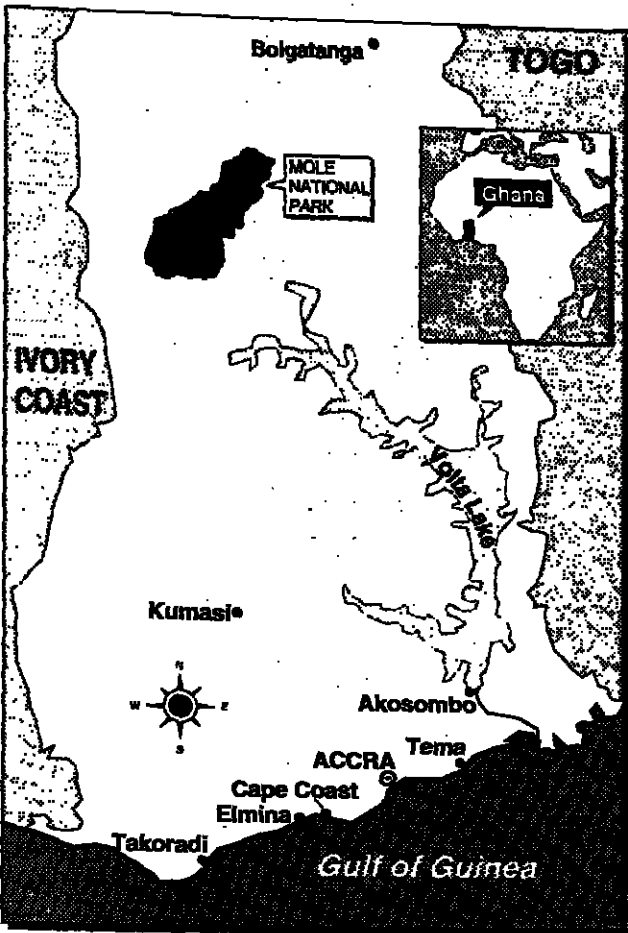 Bolgatanga
TOGO
MOLE
NATIONAL
PARK
Ghana
IVORY
COAST
Volta Lake
Kumasi
N
W E
S
Akosombo
Tema
ACCRA
Cape Coast
Elmina
Takoradi
Gulf of Guinea